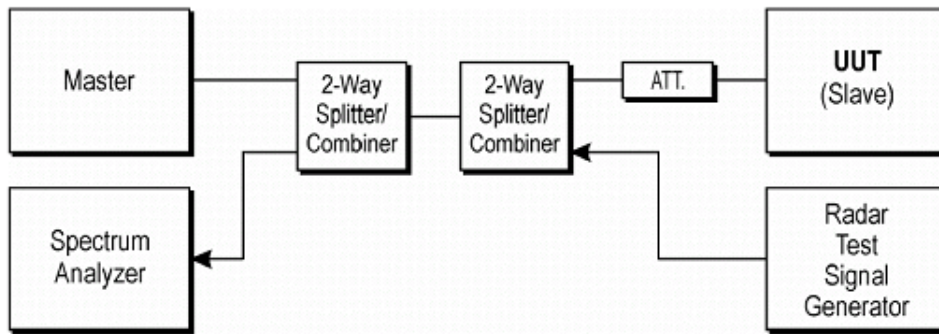 Master
2-Way
Splitter/
Combiner
2-Way
Splitter/
Combiner
ATT.
UUT
(Slave)
Spectrum
Analyzer
Radar
Test
Signal
Generator